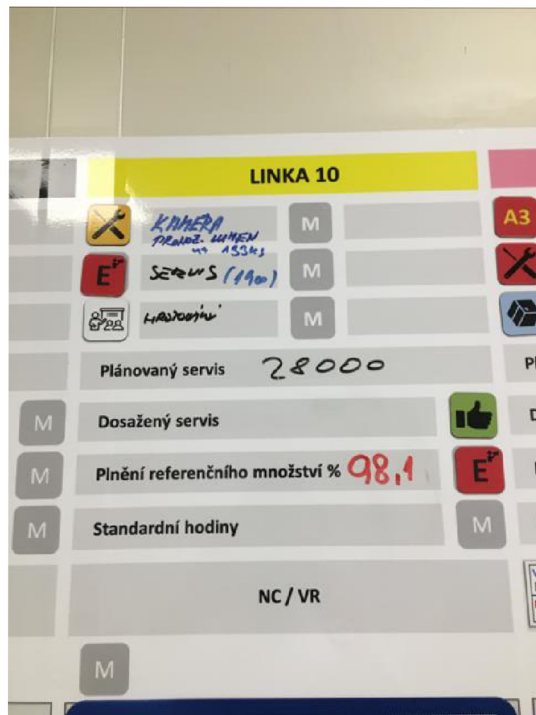 LINKA 10
KAMERA
M
A3
E
SERVIS (1900)
M
M
Plánovaný servis 28000
Pl
M
Dosažený servis
D
M
Plnění referenčního množství % 98,1
E
M
Standardní hodiny
M
NC / VR
M